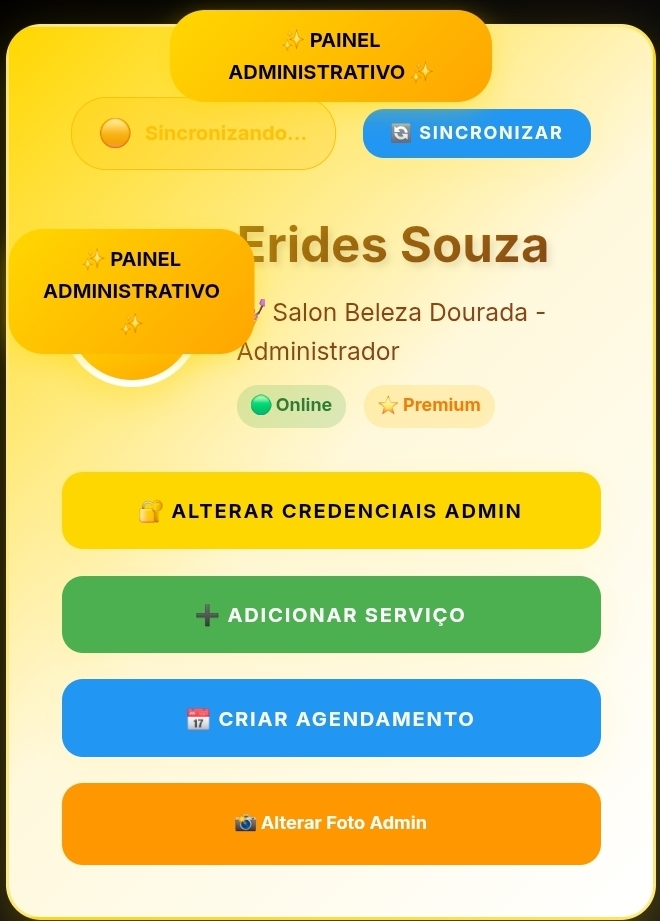 ✨ PAINEL
ADMINISTRATIVO ✨
Sincronizando...
🔄 SINCRONIZAR
✨ PAINEL
ADMINISTRATIVO
✨
Erides Souza
Salon Beleza Dourada -
Administrador
Online
⭐ Premium
🔐 ALTERAR CREDENCIAIS ADMIN
➕ ADICIONAR SERVIÇO
📅 CRIAR AGENDAMENTO
📸 Alterar Foto Admin